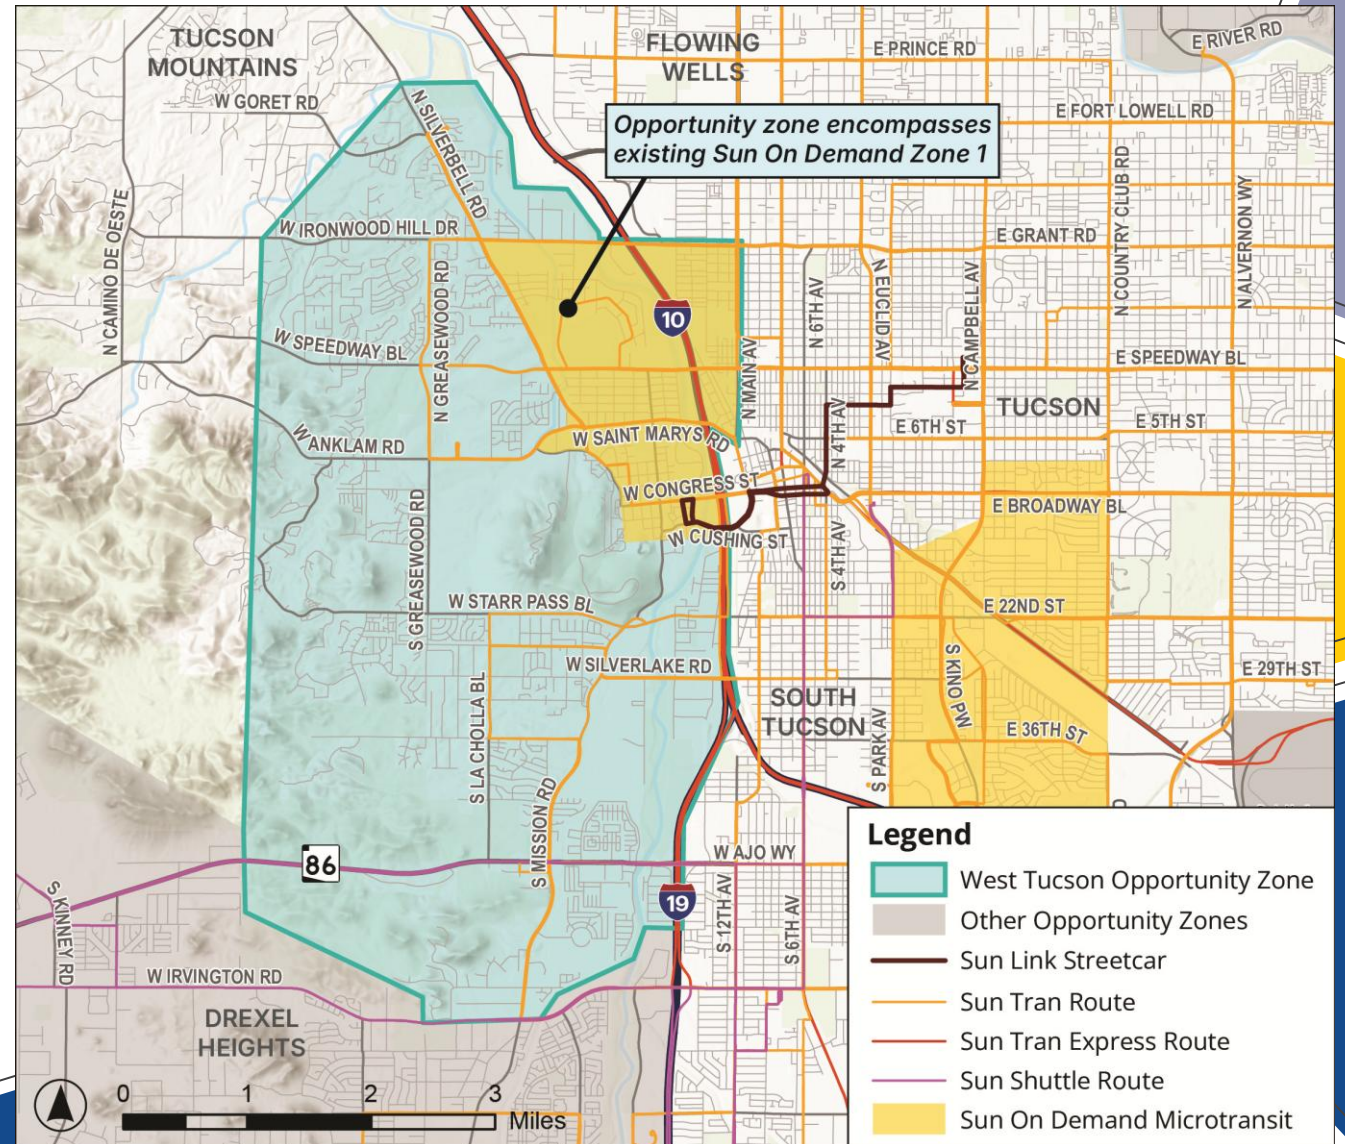 TUCSON
MOUNTAINS
FLOWING
WELLS
E PRINCE RD
E RIVER RD
W GORET RD
N SILVERBELL RD
E FORT LOWELL RD
Opportunity zone encompasses
existing Sun On Demand Zone 1
N CAMINO DE OESTE
N COUNTRY CLUB RD
N ALVERNON WY
W IRONWOOD HILL DR
E GRANT RD
N GREASEWOOD RD
N 6TH AV
N EUCLID AV
N CAMPBELL AV
10
W SPEEDWAY BL
E SPEEDWAY BL
N MAIN AV
TUCSON
N 4TH AV
W ANKLAM RD
W SAINT MARYS RD
E 6TH ST
E 5TH ST
W CONGRESS ST
E BROADWAY BL
S GREASEWOOD RD
W CUSHING ST
S 4TH AV
W STARR PASS BL
E 22ND ST
W SILVERLAKE RD
S KINO PW
E 29TH ST
S LA CHOLLA BL
SOUTH
TUCSON
S PARK AV
E 36TH ST
S MISSION RD
86
W AJO WY
S KINNEY RD
19
S 12TH AV
S 6TH AV
W IRVINGTON RD
DREXEL
HEIGHTS
0 1 2 3
Miles
Legend
West Tucson Opportunity Zone
Other Opportunity Zones
Sun Link Streetcar
Sun Tran Route
Sun Tran Express Route
Sun Shuttle Route
Sun On Demand Microtransit